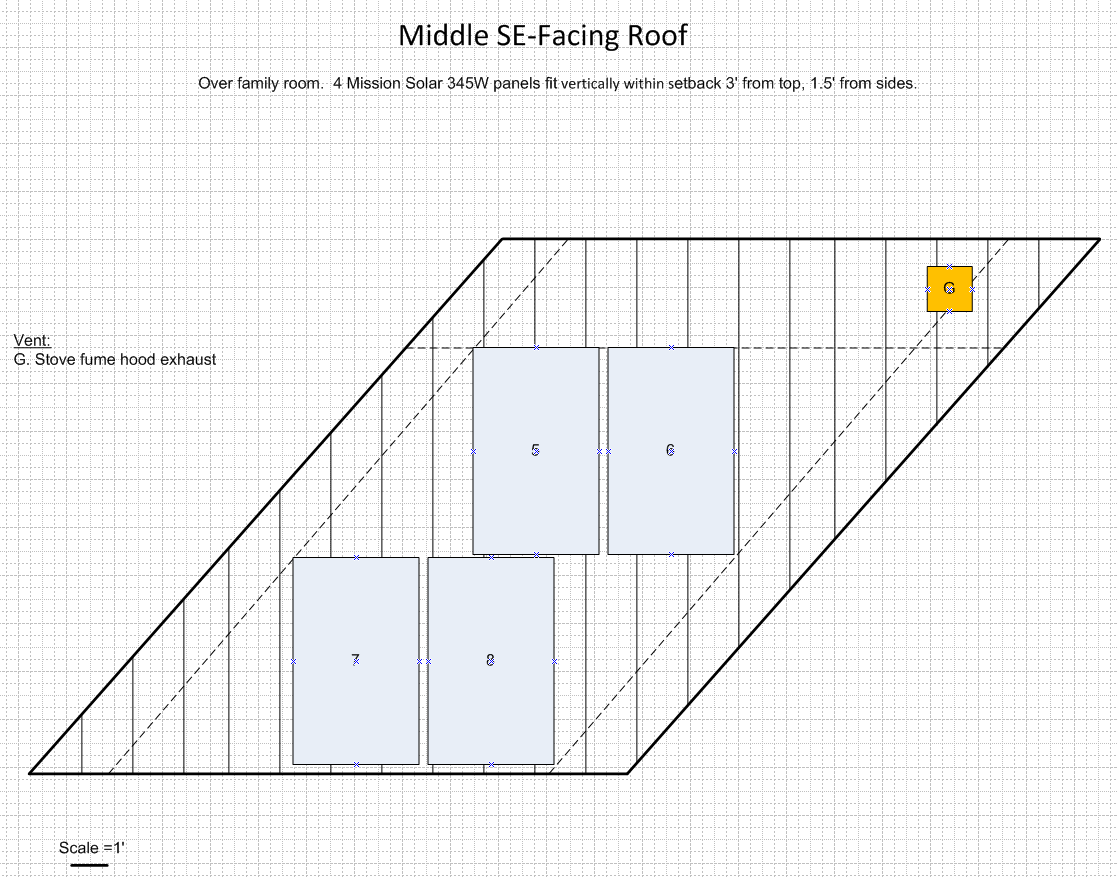 Middle SE-Facing Roof
Over family room.  4 Mission Solar 345W panels fit vertically within setback 3' from top, 1.5' from sides.
G
Vent:
G. Stove fume hood exhaust
5
6
7
8
Scale =1'